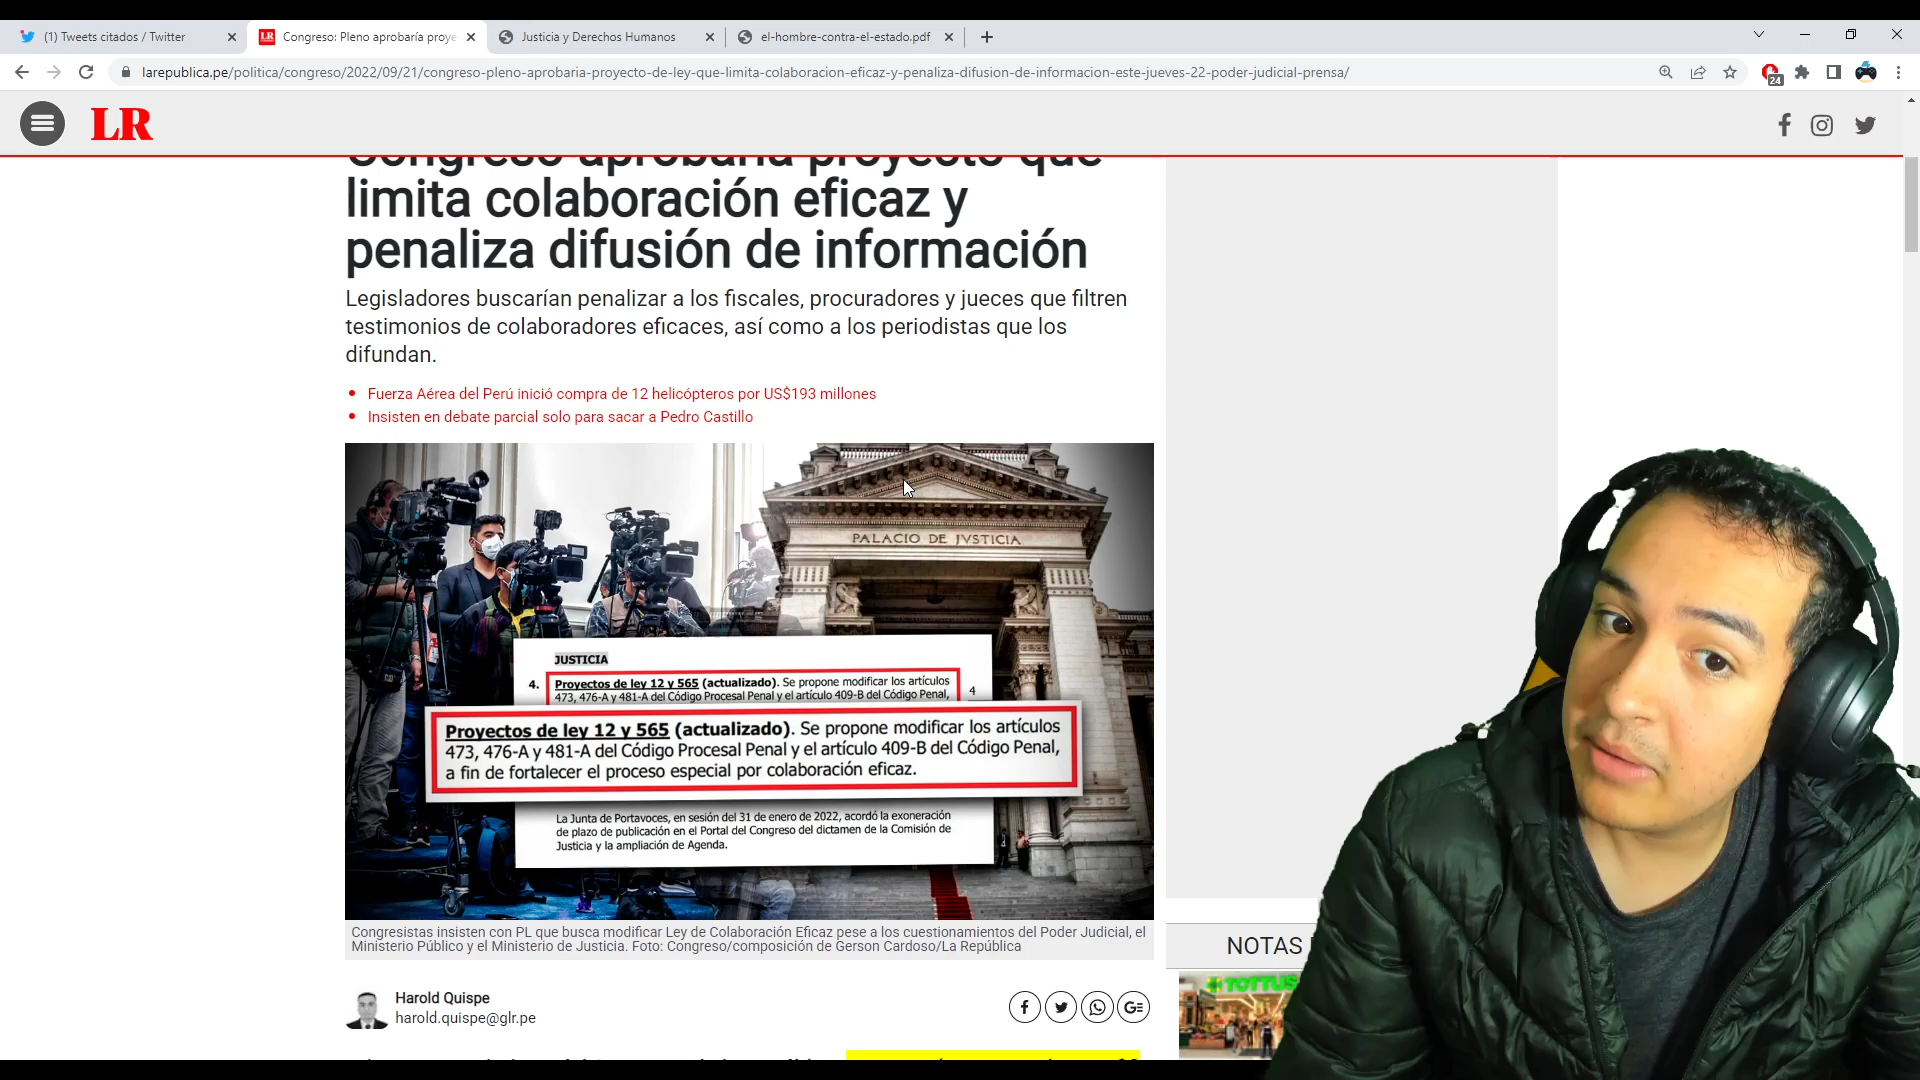 (1) Tweets citados / Twitter
Congreso: Pleno aprobaría proye
Justicia y Derechos Humanos
el-hombre-contra-el-estado.pdf
larepublica.pe/politica/congreso/2022/09/21/congreso-pleno-aprobaria-proyecto-de-ley-que-limita-colaboracion-eficaz-y-penaliza-difusion-de-informacion-este-jueves-22-poder-judicial-prensa/
24
LR
Congreso aprobaría proyecto que
limita colaboración eficaz y
penaliza difusión de información
Legisladores buscarían penalizar a los fiscales, procuradores y jueces que filtren
testimonios de colaboradores eficaces, así como a los periodistas que los
difundan.
Fuerza Aérea del Perú inició compra de 12 helicópteros por US$193 millones
Insisten en debate parcial solo para sacar a Pedro Castillo
PALACIO DE JVSTICIA
JUSTICIA
4. Proyectos de ley 12 y 565 (actualizado). Se propone modificar los artículos
473, 476-A y 481-A del Código Procesal Penal y el artículo 409-B del Código Penal,
4
Proyectos de ley 12 y 565 (actualizado). Se propone modificar los artículos
473, 476-A y 481-A del Código Procesal Penal y el artículo 409-B del Código Penal,
a fin de fortalecer el proceso especial por colaboración eficaz.
La Junta de Portavoces, en sesión del 31 de enero de 2022, acordó la exoneración
de plazo de publicación en el Portal del Congreso del dictamen de la Comisión de
Justicia y la ampliación de Agenda.
Congresistas insisten con PL que busca modificar Ley de Colaboración Eficaz pese a los cuestionamientos del Poder Judicial, el
Ministerio Público y el Ministerio de Justicia. Foto: Congreso/composición de Gerson Cardoso/La República
NOTAS
TOTTUS
Harold Quispe
harold.quispe@glr.pe
G